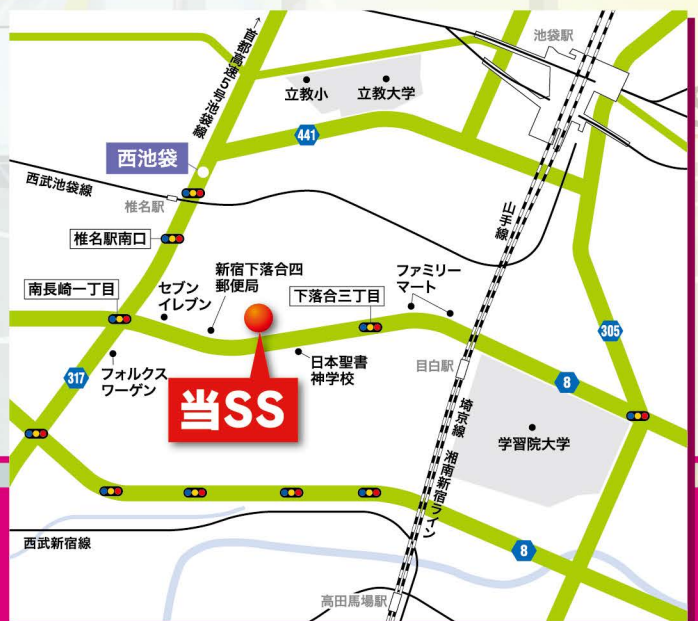 ←首都高速5号池袋線
池袋駅
立教小
立教大学
441
西池袋
西武池袋線
椎名駅
山手線
椎名駅南口
新宿下落合四
郵便局
ファミリー
マート
セブン
イレブン
南長崎一丁目
下落合三丁目
305
目白駅
日本聖書
神学校
フォルクス
ワーゲン
317
8
当SS
埼京線 湘南新宿ライン
学習院大学
西武新宿線
8
高田馬場駅